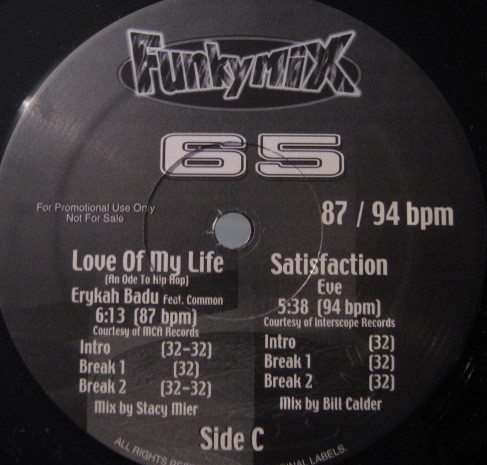 Funkymix
65
For Promotional Use Only
Not For Sale
87 / 94 bpm
Love Of My Life
(An Ode To Hip Hop)
Erykah Badu Feat. Common
6:13 (87 bpm)
Courtesy of MCA Records
Intro (32-32)
Break 1 (32)
Break 2 (32-32)
Mix by Stacy Mier
Satisfaction
Eve
5:38 (94 bpm)
Courtesy of Interscope Records
Intro (32)
Break 1 (32)
Break 2 (32)
Mix by Bill Calder
Side C
ALL RIGHTS
LABELS.